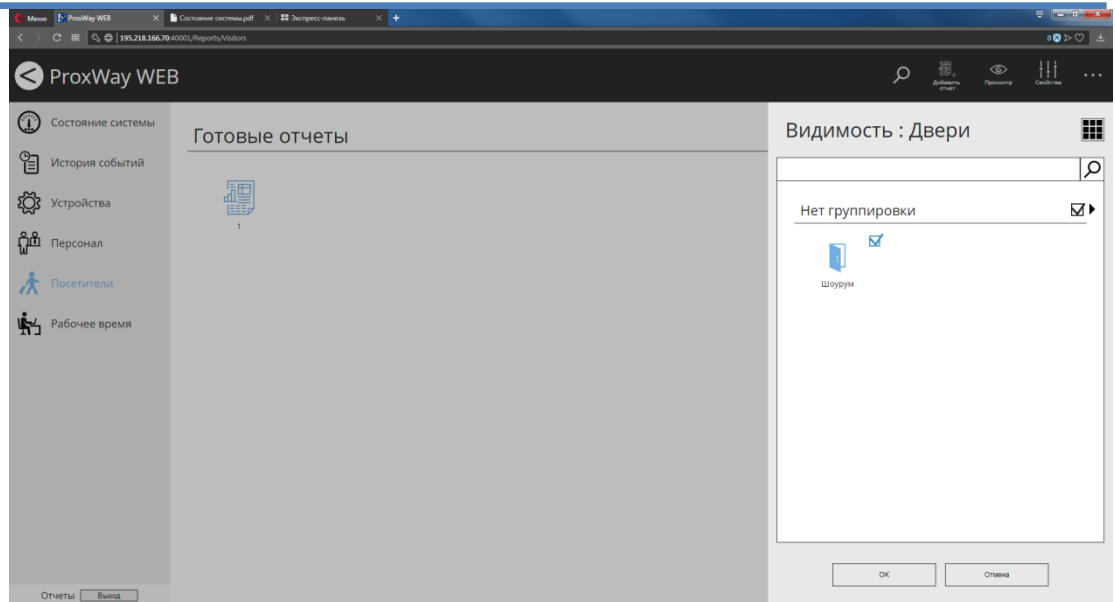 Меню ProxWay WEB Состояние системы.pdf Экспресс-панель
195.218.166.70:40001/Reports/Visitors 0
ProxWay WEB
Добавить отчет Просмотр Свойства
Состояние системы
История событий
Устройства
Персонал
Посетители
Рабочее время
Отчеты Выход
Готовые отчеты
1
Видимость : Двери
Нет группировки
Шоурум
ОК Отмена